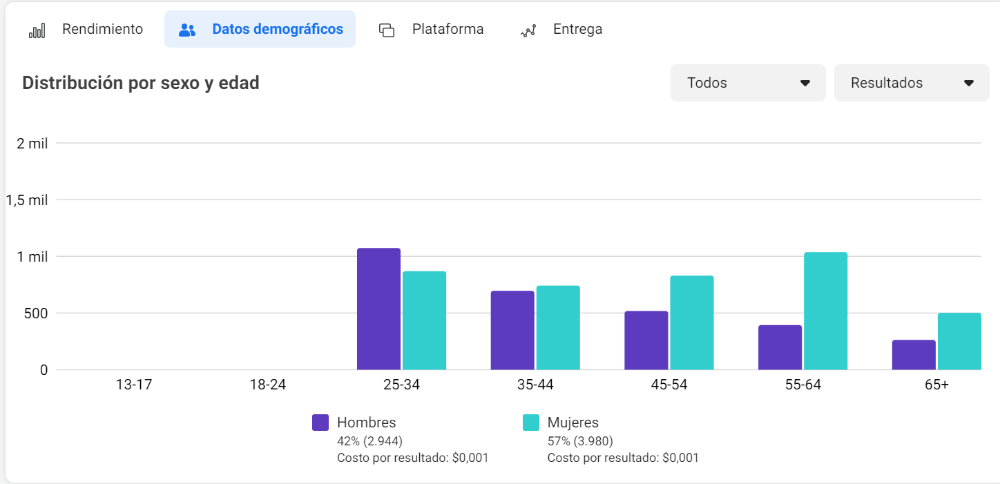 Rendimiento Datos demográficos Plataforma Entrega
Distribución por sexo y edad Todos Resultados
2 mil
1,5 mil
1 mil
500
0
13-17 18-24 25-34 35-44 45-54 55-64 65+
Hombres Mujeres
42% (2.944) 57% (3.980)
Costo por resultado: $0,001 Costo por resultado: $0,001